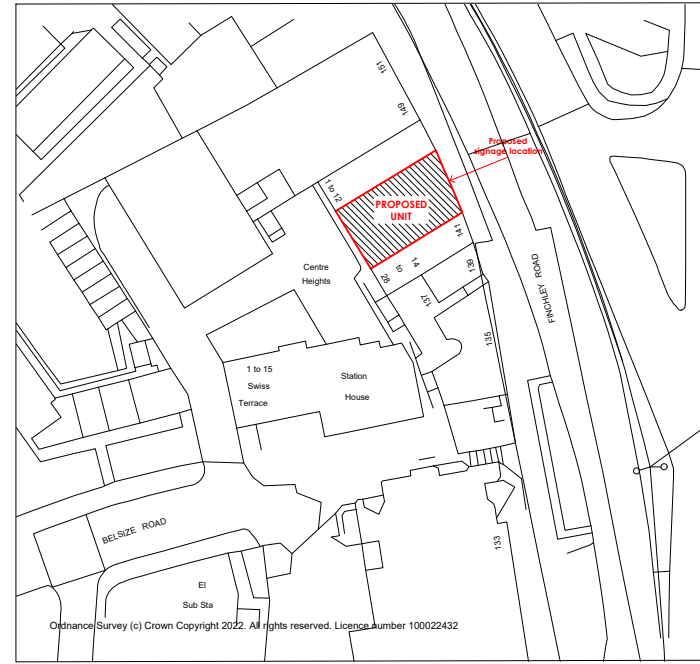 151
149
Proposed
signage location
1 to 12
PROPOSED
UNIT
141
139
28
to
14
Centre
Heights
137
FINCHLEY ROAD
135
1 to 15
Swiss
Terrace
Station
House
BELSIZE ROAD
133
El
Sub Sta
Ordnance Survey (c) Crown Copyright 2022. All rights reserved. Licence number 100022432